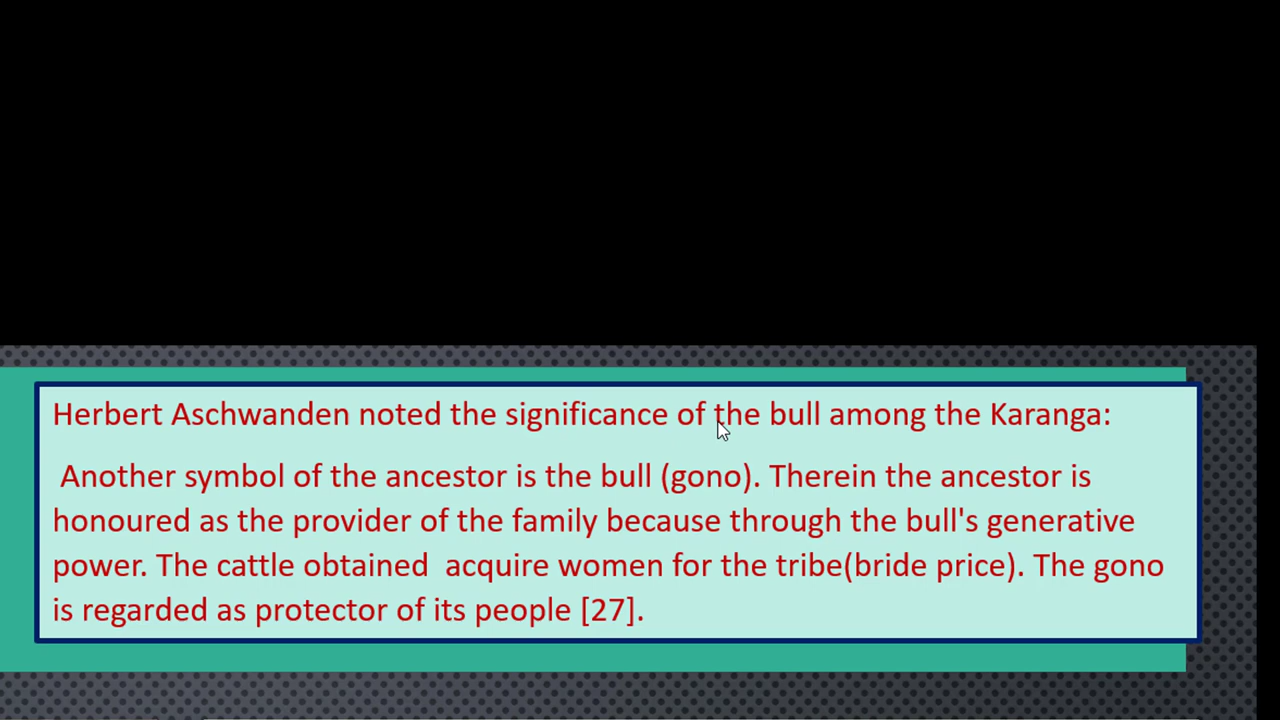 Herbert Aschwanden noted the significance of the bull among the Karanga:
Another symbol of the ancestor is the bull (gono). Therein the ancestor is
honoured as the provider of the family because through the bull's generative
power. The cattle obtained  acquire women for the tribe(bride price). The gono
is regarded as protector of its people [27].